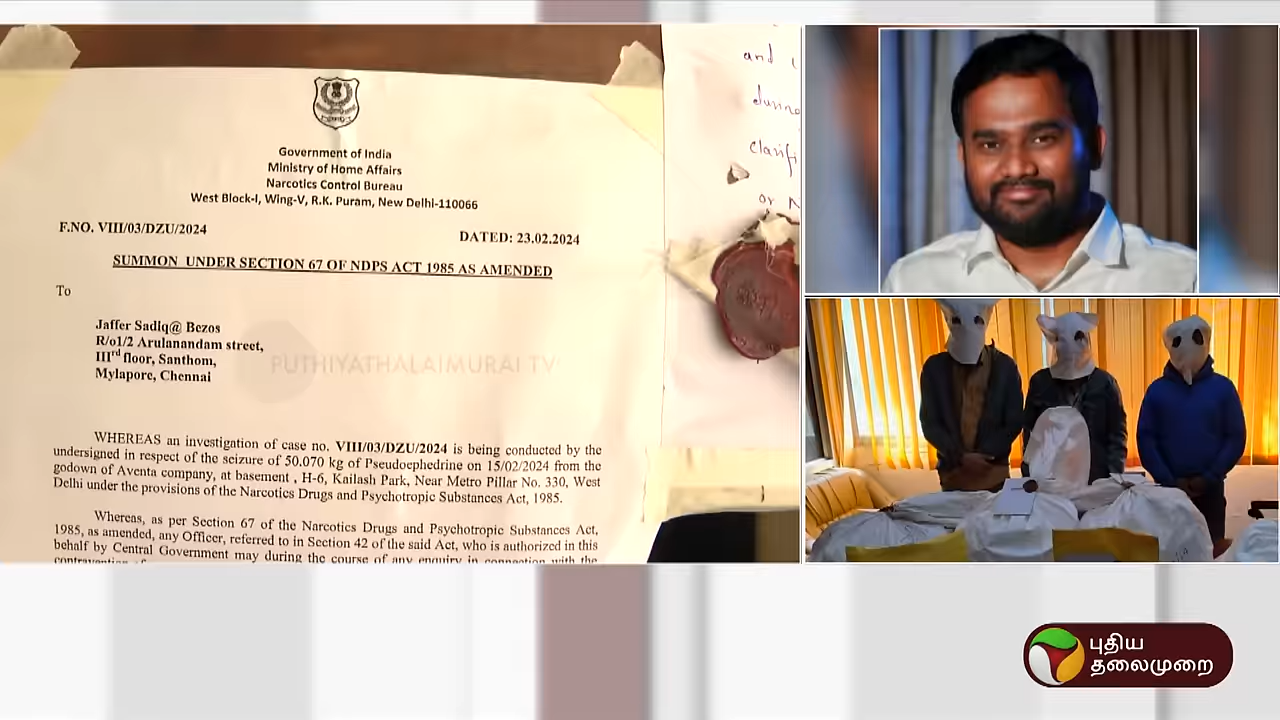 Government of India
Ministry of Home Affairs
Narcotics Control Bureau
West Block-I, Wing-V, R.K. Puram, New Delhi-110066
F.NO. VIII/03/DZU/2024
DATED: 23.02.2024
SUMMON UNDER SECTION 67 OF NDPS ACT 1985 AS AMENDED
To
Jaffer Sadiq@ Bezos
R/o1/2 Arulanandam street,
IIIrd floor, Santhom,
Mylapore, Chennai
PUTHIYATHALAIMURAI TV
WHEREAS an investigation of case no. VIII/03/DZU/2024 is being conducted by the
undersigned in respect of the seizure of 50.070 kg of Pseudoephedrine on 15/02/2024 from the
godown of Aventa company, at basement , H-6, Kailash Park, Near Metro Pillar No. 330, West
Delhi under the provisions of the Narcotics Drugs and Psychotropic Substances Act, 1985.
Whereas, as per Section 67 of the Narcotics Drugs and Psychotropic Substances Act,
1985, as amended, any Officer, referred to in Section 42 of the said Act, who is authorized in this
behalf by Central Government may during the course of any enquiry in connection with the
and
or
புதிய
தலைமுறை